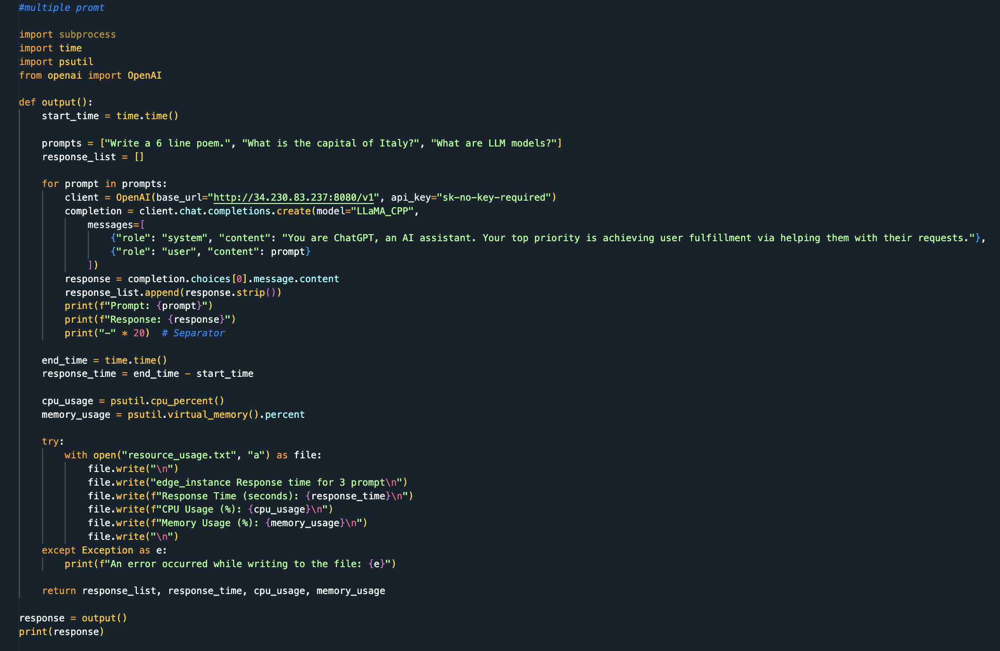 #multiple promt
import subprocess
import time
import psutil
from openai import OpenAI
def output():
    start_time = time.time()
    prompts = ["Write a 6 line poem.", "What is the capital of Italy?", "What are LLM models?"]
    response_list = []
    for prompt in prompts:
        client = OpenAI(base_url="http://34.230.83.237:8080/v1", api_key="sk-no-key-required")
        completion = client.chat.completions.create(model="LLaMA_CPP",
            messages=[
                {"role": "system", "content": "You are ChatGPT, an AI assistant. Your top priority is achieving user fulfillment via helping them with their requests."},
                {"role": "user", "content": prompt}
            ])
        response = completion.choices[0].message.content
        response_list.append(response.strip())
        print(f"Prompt: {prompt}")
        print(f"Response: {response}")
        print("-" * 20)  # Separator
    end_time = time.time()
    response_time = end_time - start_time
    cpu_usage = psutil.cpu_percent()
    memory_usage = psutil.virtual_memory().percent
    try:
        with open("resource_usage.txt", "a") as file:
            file.write("\n")
            file.write("edge_instance Response time for 3 prompt\n")
            file.write(f"Response Time (seconds): {response_time}\n")
            file.write(f"CPU Usage (%): {cpu_usage}\n")
            file.write(f"Memory Usage (%): {memory_usage}\n")
            file.write("\n")
    except Exception as e:
        print(f"An error occurred while writing to the file: {e}")
    return response_list, response_time, cpu_usage, memory_usage
response = output()
print(response)